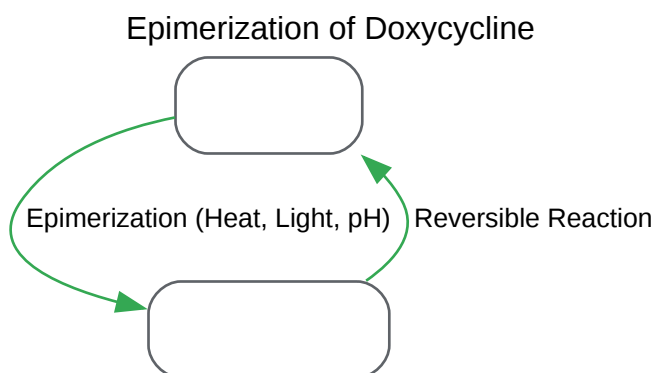 Epimerization of Doxycycline
Epimerization (Heat, Light, pH)
Reversible Reaction